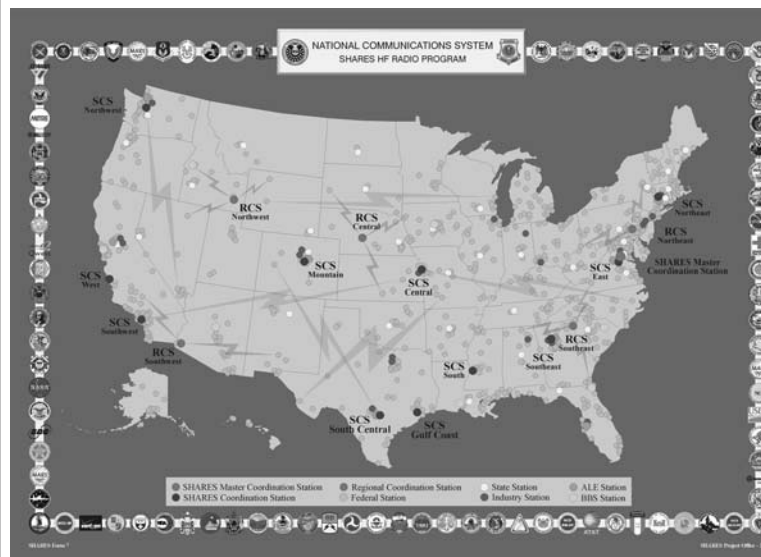 NATIONAL COMMUNICATIONS SYSTEM
SHARES HF RADIO PROGRAM
SCS
Northwest
RCS
Northwest
RCS
Central
SCS
Northeast
RCS
Northeast
SHARES Master
Coordination Station
SCS
Mountain
SCS
Central
SCS
East
SCS
West
SCS
Southwest
RCS
Southwest
RCS
Southeast
SCS
Southeast
SCS
South
SCS
South Central
SCS
Gulf Coast
SHARES Master Coordination Station
Regional Coordination Station
State Station
ALE Station
SHARES Coordination Station
Federal Station
Industry Station
BBS Station